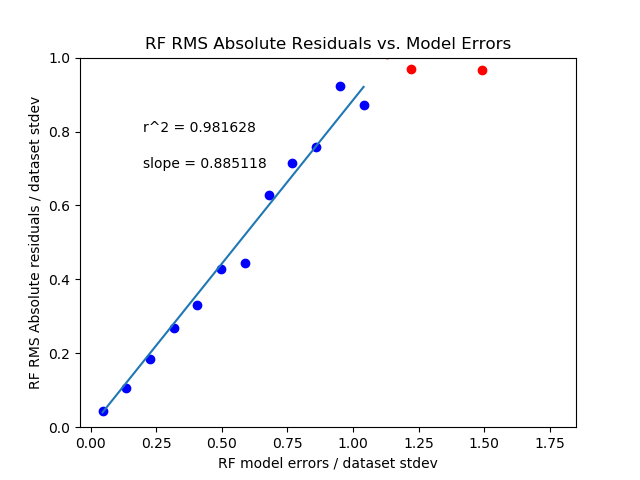 RF RMS Absolute Residuals vs. Model Errors
1.0
0.8
0.6
0.4
0.2
0.0
RF RMS Absolute residuals / dataset stdev
r^2 = 0.981628
slope = 0.885118
0.00 0.25 0.50 0.75 1.00 1.25 1.50 1.75
RF model errors / dataset stdev